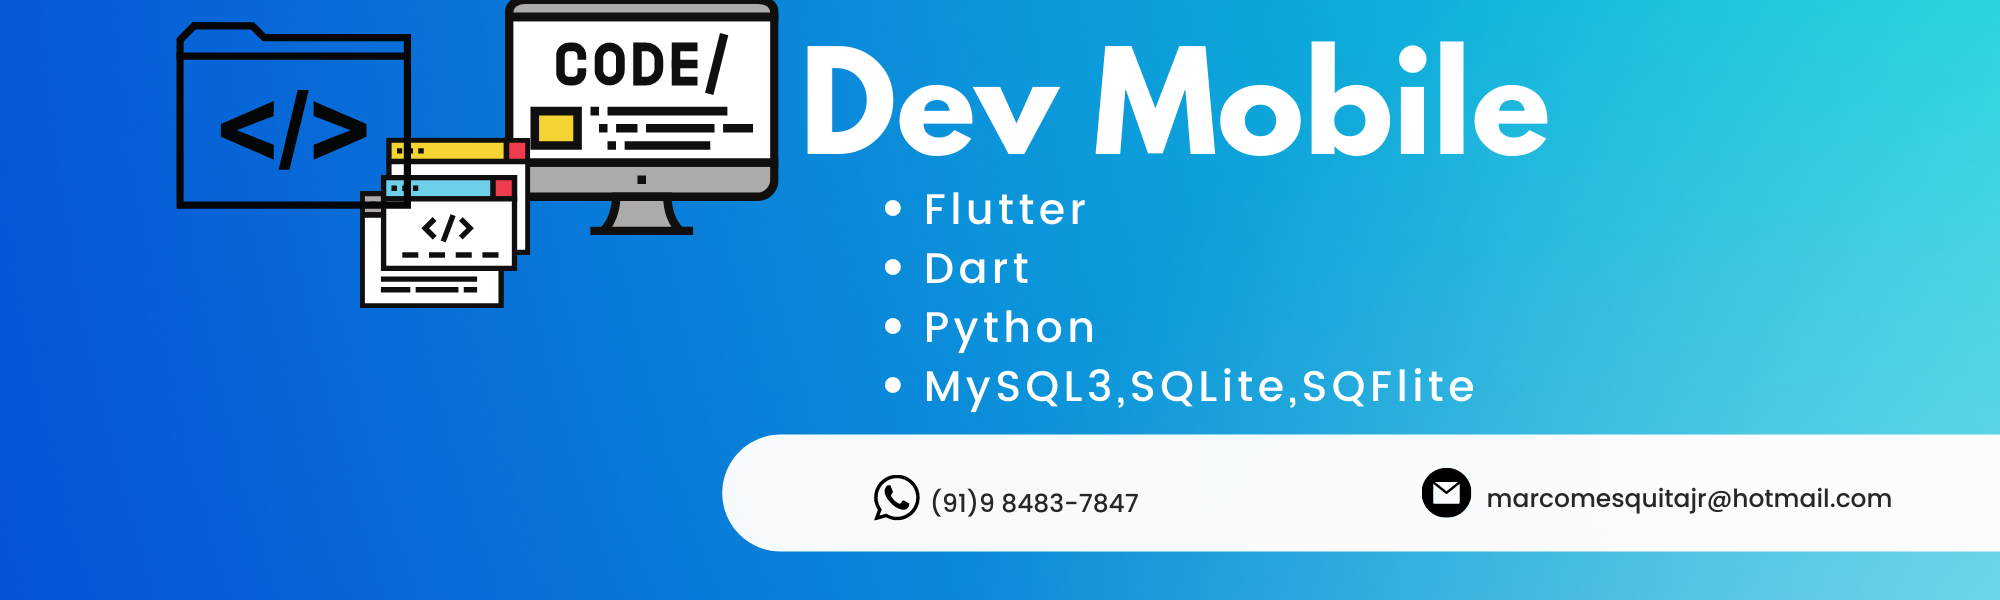 </>
CODE/
</>
Dev Mobile
Flutter
Dart
Python
MySQL3,SQLite,SQFlite
(91)9 8483-7847
marcomesquitajr@hotmail.com